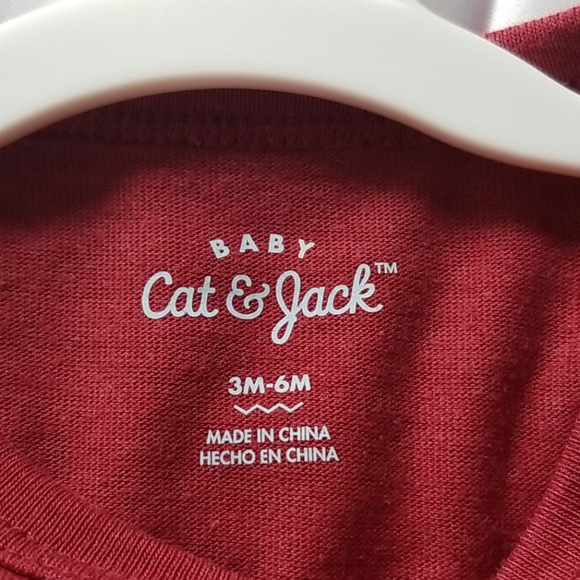 BABY
Cat & Jack™
3M-6M
MADE IN CHINA
HECHO EN CHINA